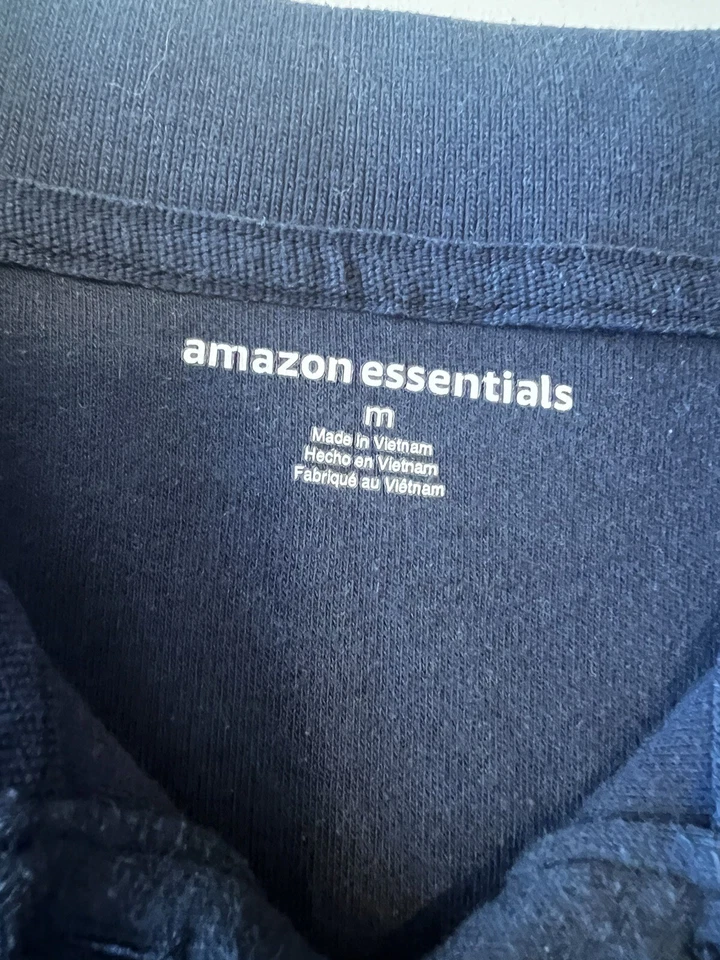 amazon essentials
m
Made in Vietnam
Hecho en Vietnam
Fabriqué au Viêtnam